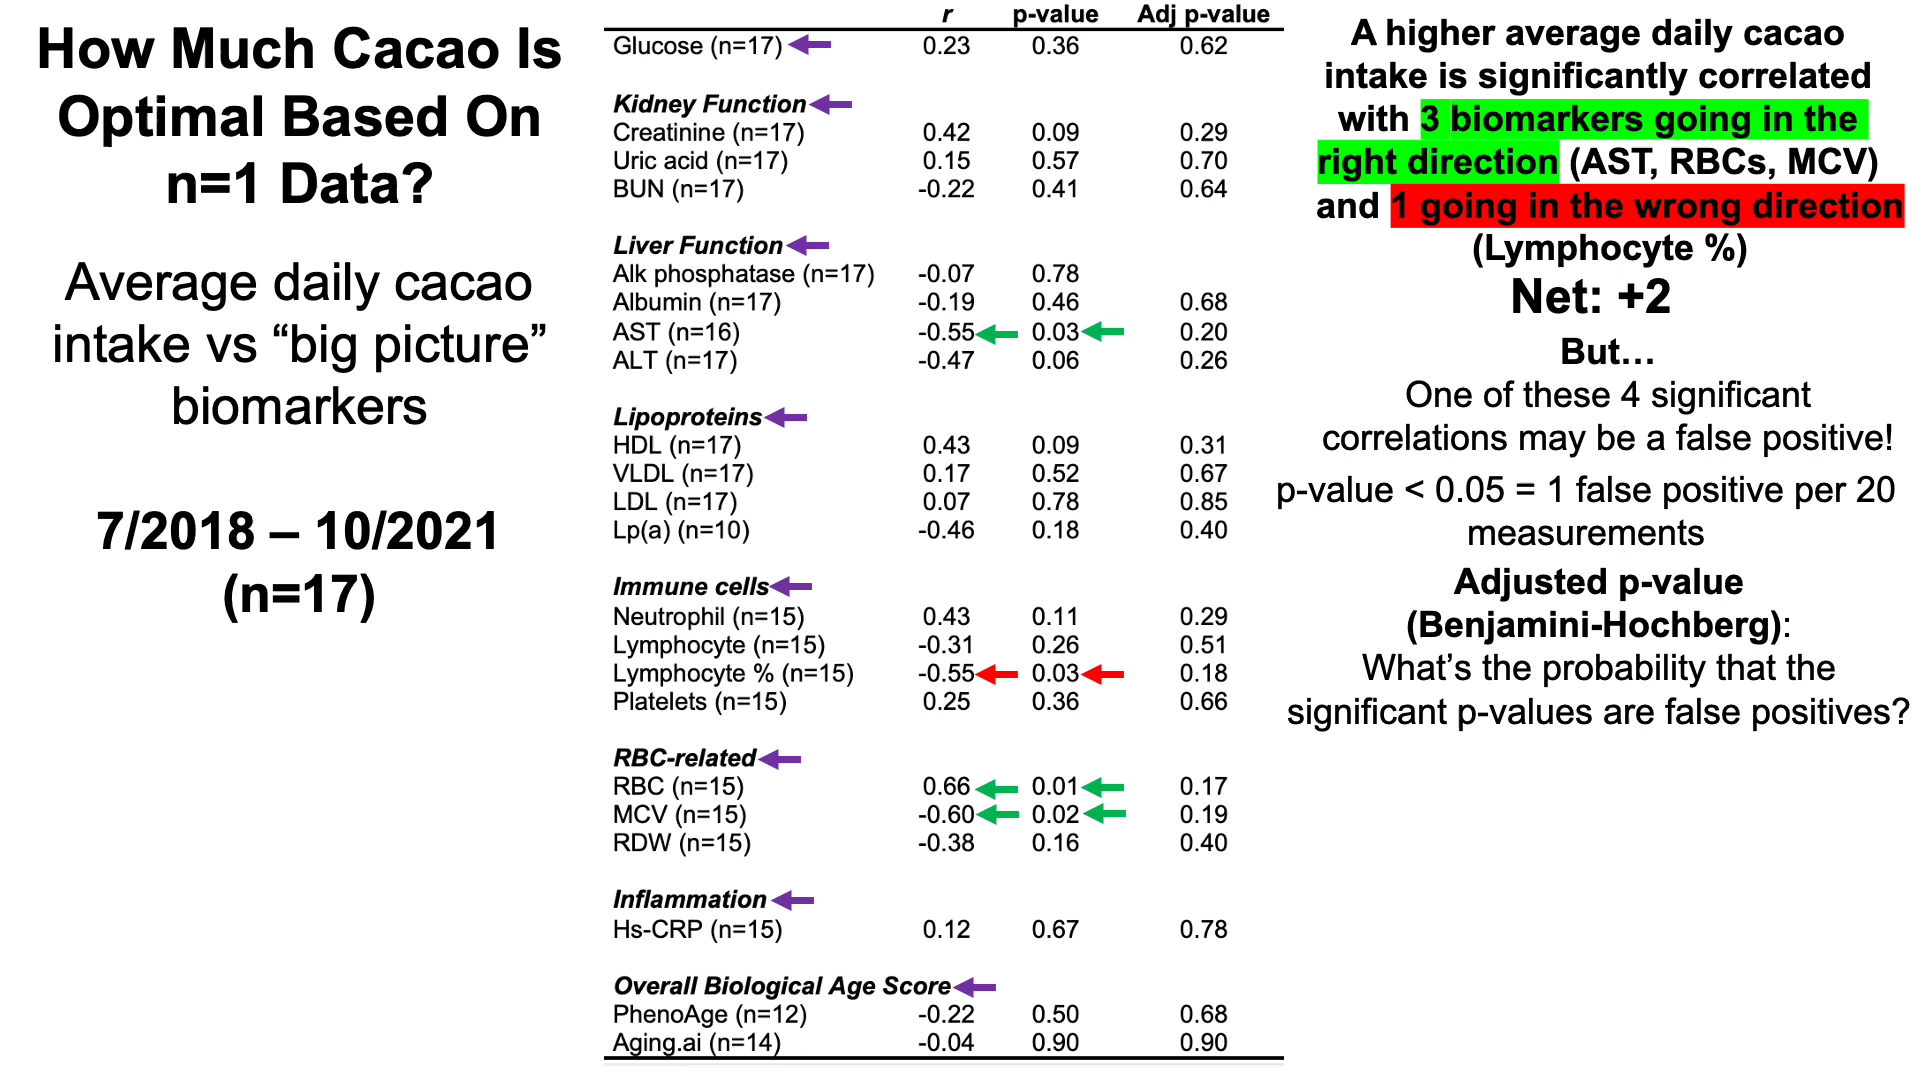 How Much Cacao Is
Optimal Based On
n=1 Data?
Average daily cacao
intake vs “big picture”
biomarkers
7/2018 – 10/2021
(n=17)
r p-value Adj p-value
Glucose (n=17) 0.23 0.36 0.62
Kidney Function
Creatinine (n=17) 0.42 0.09 0.29
Uric acid (n=17) 0.15 0.57 0.70
BUN (n=17) -0.22 0.41 0.64
Liver Function
Alk phosphatase (n=17) -0.07 0.78
Albumin (n=17) -0.19 0.46 0.68
AST (n=16) -0.55 0.03 0.20
ALT (n=17) -0.47 0.06 0.26
Lipoproteins
HDL (n=17) 0.43 0.09 0.31
VLDL (n=17) 0.17 0.52 0.67
LDL (n=17) 0.07 0.78 0.85
Lp(a) (n=10) -0.46 0.18 0.40
Immune cells
Neutrophil (n=15) 0.43 0.11 0.29
Lymphocyte (n=15) -0.31 0.26 0.51
Lymphocyte % (n=15) -0.55 0.03 0.18
Platelets (n=15) 0.25 0.36 0.66
RBC-related
RBC (n=15) 0.66 0.01 0.17
MCV (n=15) -0.60 0.02 0.19
RDW (n=15) -0.38 0.16 0.40
Inflammation
Hs-CRP (n=15) 0.12 0.67 0.78
Overall Biological Age Score
PhenoAge (n=12) -0.22 0.50 0.68
Aging.ai (n=14) -0.04 0.90 0.90
A higher average daily cacao
intake is significantly correlated
with 3 biomarkers going in the
right direction (AST, RBCs, MCV)
and 1 going in the wrong direction
(Lymphocyte %)
Net: +2
But…
One of these 4 significant
correlations may be a false positive!
p-value < 0.05 = 1 false positive per 20
measurements
Adjusted p-value
(Benjamini-Hochberg):
What’s the probability that the
significant p-values are false positives?